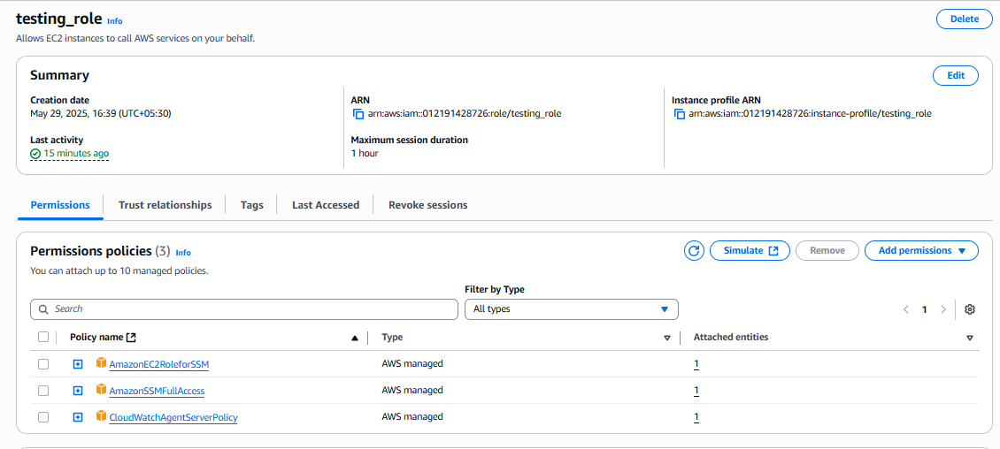 testing_role Info
Delete
Allows EC2 instances to call AWS services on your behalf.
Summary
Edit
Creation date
May 29, 2025, 16:39 (UTC+05:30)
ARN
arn:aws:iam::012191428726:role/testing_role
Instance profile ARN
arn:aws:iam::012191428726:instance-profile/testing_role
Last activity
15 minutes ago
Maximum session duration
1 hour
Permissions Trust relationships Tags Last Accessed Revoke sessions
Permissions policies (3) Info
Simulate Remove Add permissions
You can attach up to 10 managed policies.
Filter by Type
Search
All types
1
Policy name Type Attached entities
AmazonEC2RoleforSSM AWS managed 1
AmazonSSMFullAccess AWS managed 1
CloudWatchAgentServerPolicy AWS managed 1